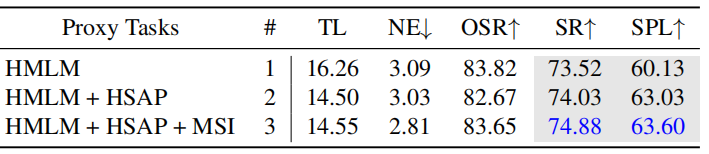 Proxy Tasks # TL NE↓ OSR↑ SR↑ SPL↑
HMLM 1 16.26 3.09 83.82 73.52 60.13
HMLM + HSAP 2 14.50 3.03 82.67 74.03 63.03
HMLM + HSAP + MSI 3 14.55 2.81 83.65 74.88 63.60